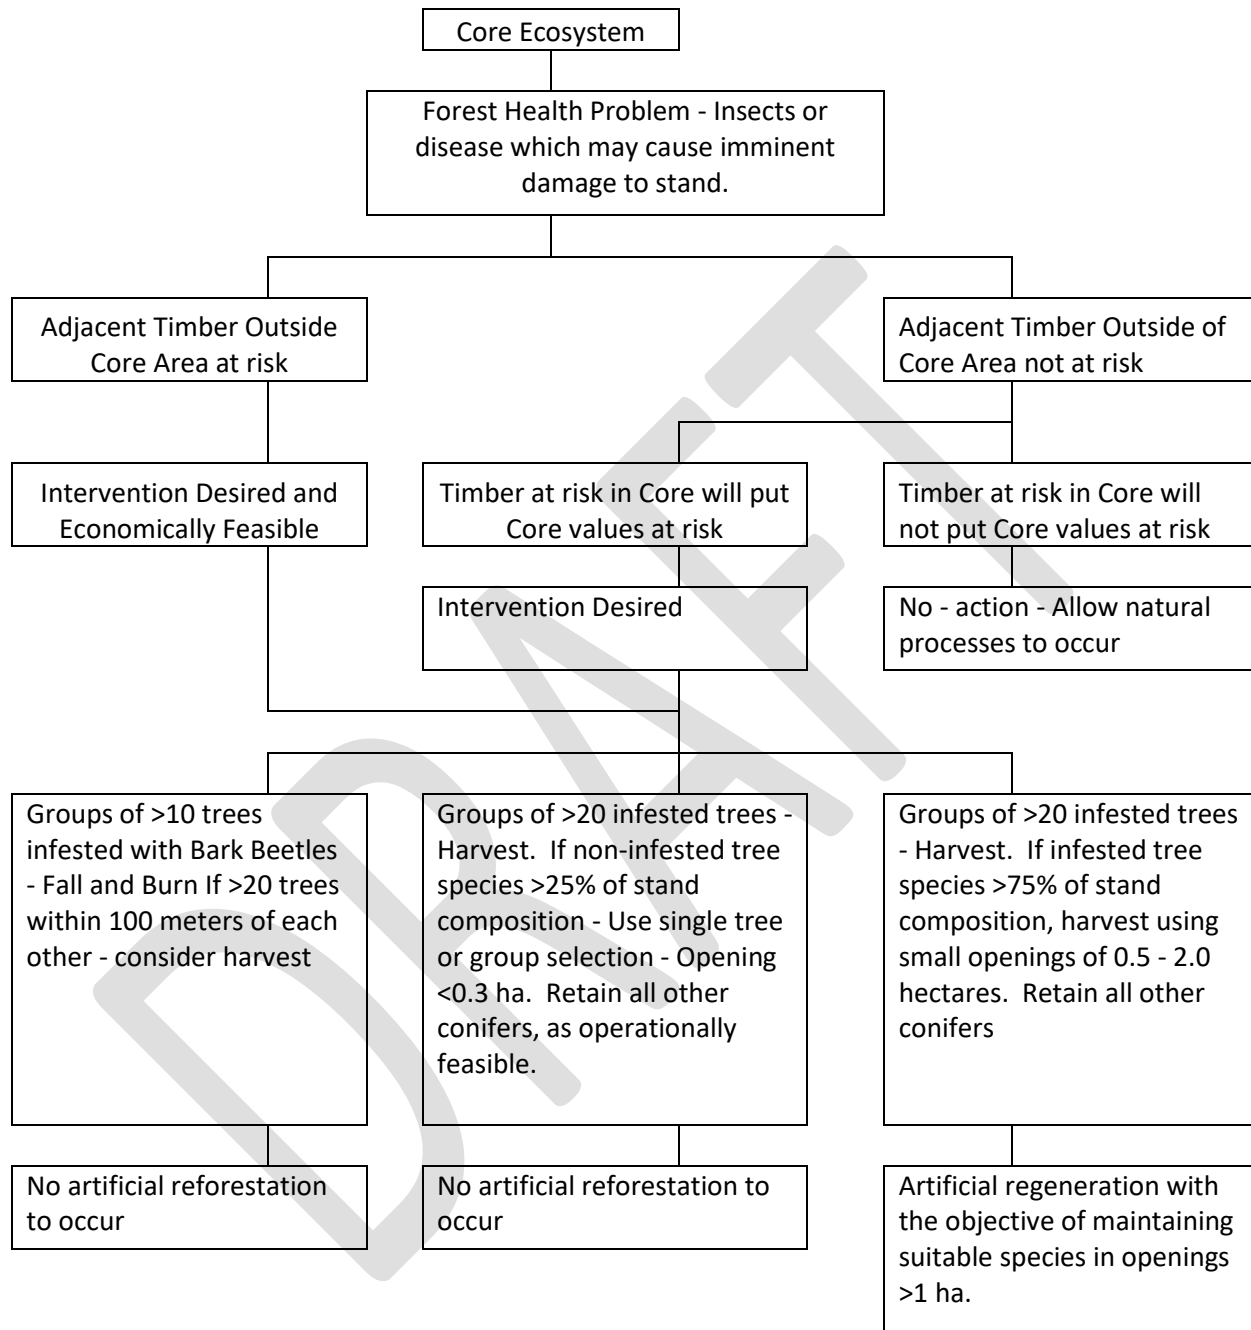 Core Ecosystem
Forest Health Problem - Insects or
disease which may cause imminent
damage to stand.
Adjacent Timber Outside
Core Area at risk
Adjacent Timber Outside of
Core Area not at risk
Intervention Desired and
Economically Feasible
Timber at risk in Core will put
Core values at risk
Timber at risk in Core will
not put Core values at risk
Intervention Desired
No - action - Allow natural
processes to occur
Groups of >10 trees
infested with Bark Beetles
- Fall and Burn If >20 trees
within 100 meters of each
other - consider harvest
Groups of >20 infested trees -
Harvest.  If non-infested tree
species >25% of stand
composition - Use single tree
or group selection - Opening
<0.3 ha.  Retain all other
conifers, as operationally
feasible.
Groups of >20 infested trees
- Harvest.  If infested tree
species >75% of stand
composition, harvest using
small openings of 0.5 - 2.0
hectares.  Retain all other
conifers
No artificial reforestation
to occur
No artificial reforestation to
occur
Artificial regeneration with
the objective of maintaining
suitable species in openings
>1 ha.
DRAFT